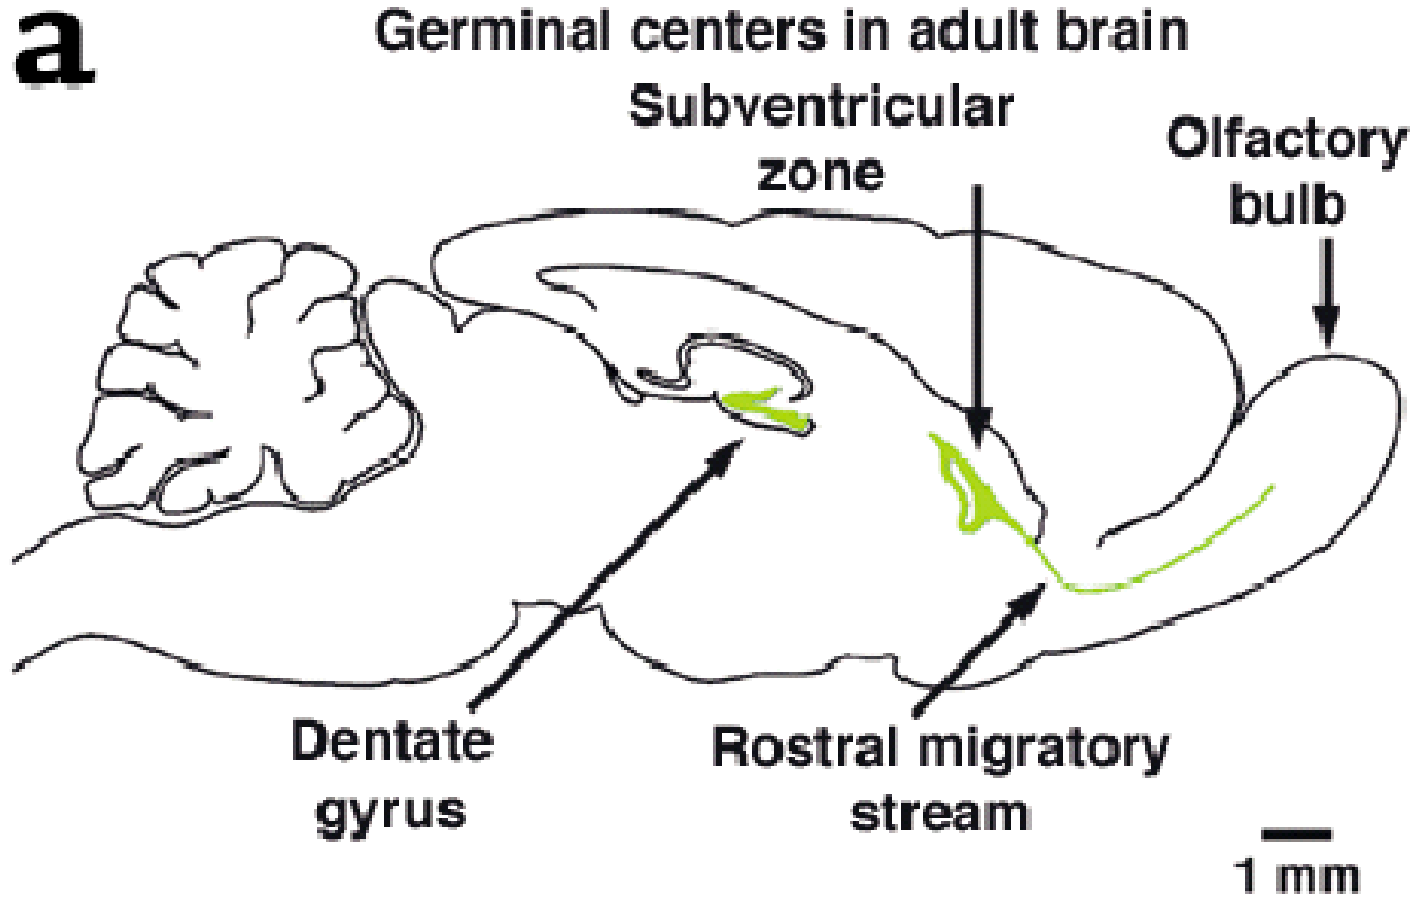 a
Germinal centers in adult brain
Subventricular
zone
Olfactory
bulb
Dentate
gyrus
Rostral migratory
stream
1 mm